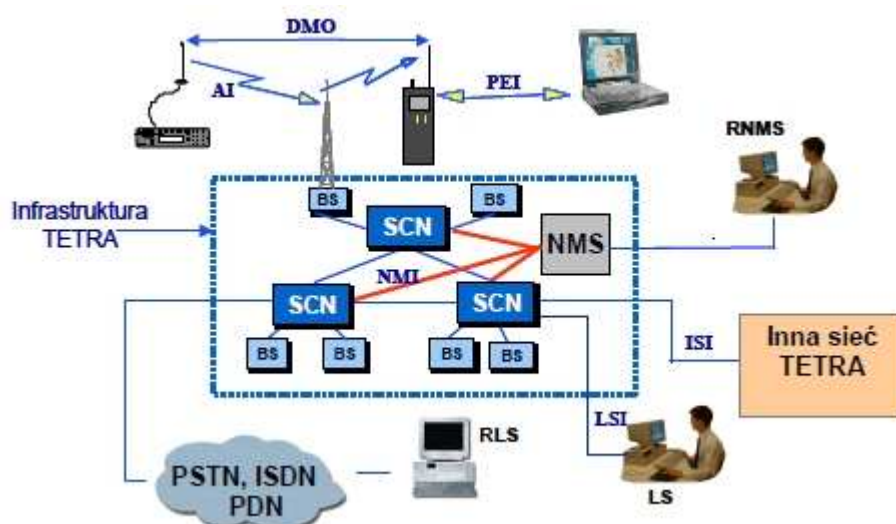 DMO
AI
PEI
RNMS
Infrastruktura
TETRA
BS
BS
SCN
NMS
NMI
SCN
SCN
BS
BS
BS
BS
ISI
Inna sieć
TETRA
LSI
RLS
LS
PSTN, ISDN
PDN